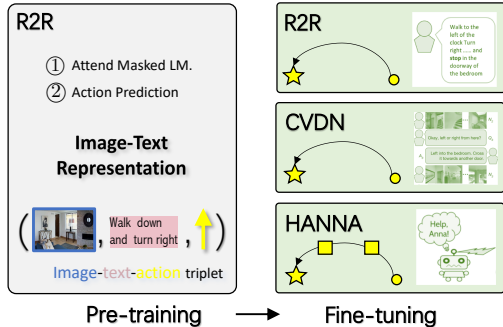 R2R
① Attend Masked LM.
② Action Prediction
Image-Text
Representation
( , Walk down
and turn right , )
Image-text-action triplet
Pre-training
R2R
Walk to the
left of the
clock Turn
right ...... and
stop in the
doorway of
the bedroom
CVDN
Okay, left or right from here?
Left into the bedroom. Close
it towards another door.
HANNA
Help,
Anna!
Fine-tuning